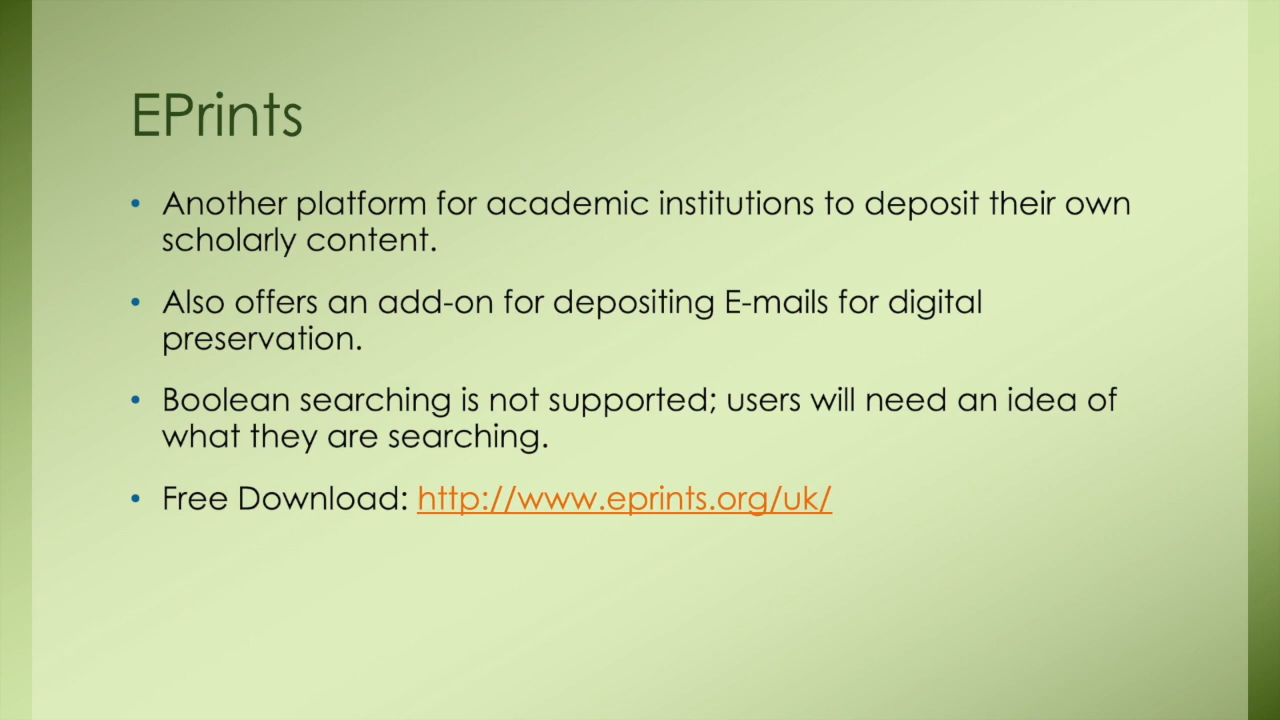 EPrints
• Another platform for academic institutions to deposit their own
scholarly content.
• Also offers an add-on for depositing E-mails for digital
preservation.
• Boolean searching is not supported; users will need an idea of
what they are searching.
• Free Download: http://www.eprints.org/uk/